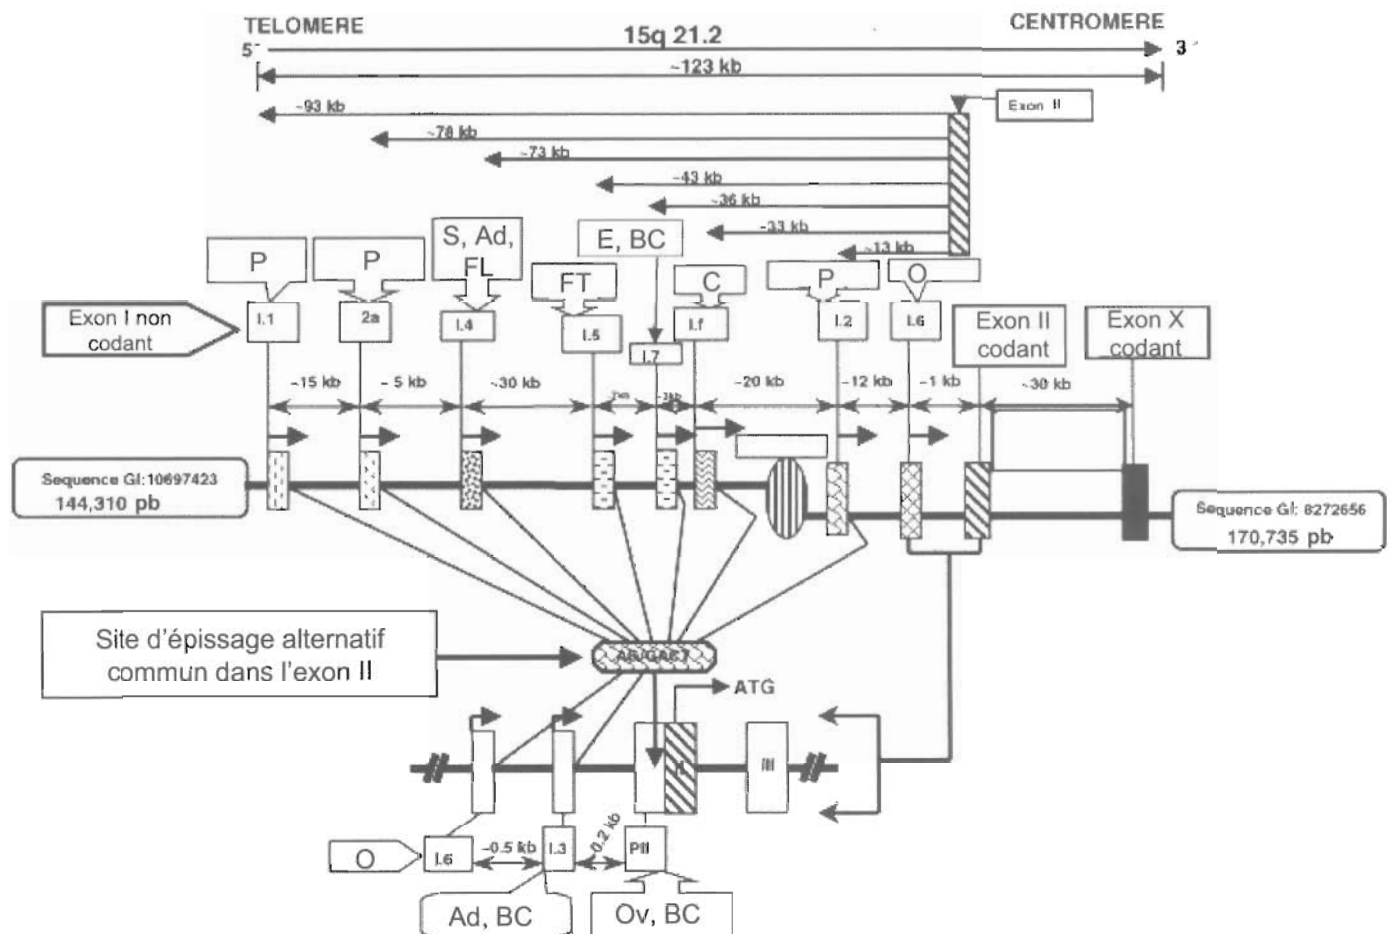 TELOMERE
CENTROMERE
15q 21.2
5´
3´
~123 kb
~93 kb
Exon II
~78 kb
~73 kb
~43 kb
~36 kb
~33 kb
~13 kb
P
P
S, Ad,
FL
FT
E, BC
C
P
O
Exon I non
codant
I.1
2a
I.4
I.5
I.7
I.f
I.2
I.6
Exon II
codant
Exon X
codant
~15 kb
~ 5 kb
~30 kb
~20 kb
~12 kb
~1 kb
~30 kb
Sequence GI:10697423
144,310 pb
Sequence GI: 8272656
170,735 pb
Site d'épissage alternatif
commun dans l'exon II
ATG
II
III
O
I.6
~0.5 kb
I.3
~0.2 kb
PII
Ad, BC
Ov, BC